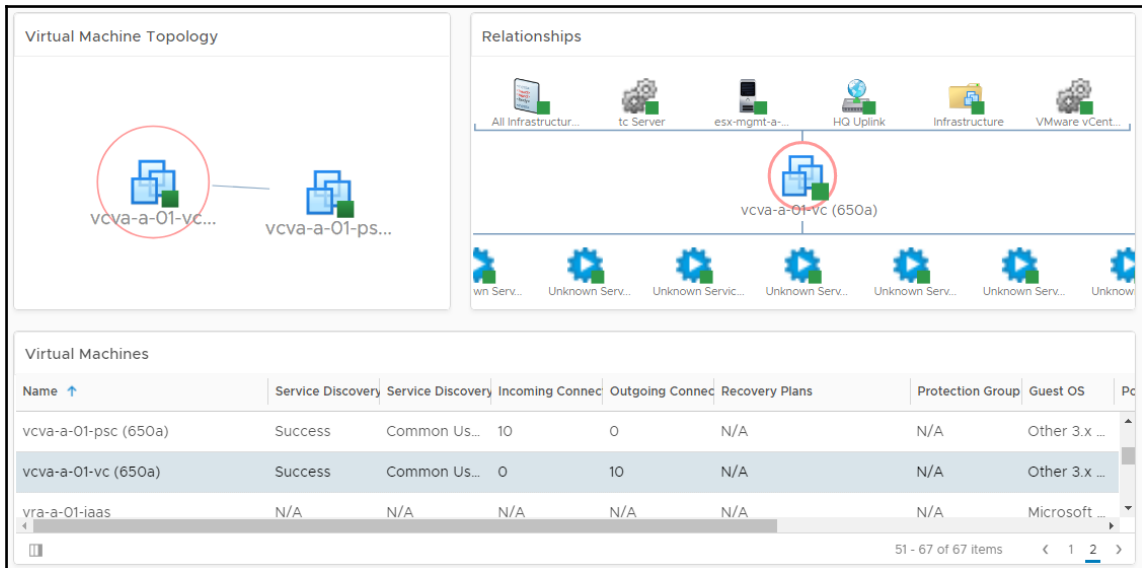 Virtual Machine Topology
vcva-a-01-vc...
vcva-a-01-ps...
Relationships
All Infrastructur... tc Server esx-mgmt-a-... HQ Uplink Infrastructure VMware vCent...
vcva-a-01-vc (650a)
wn Serv... Unknown Serv... Unknown Servic... Unknown Serv... Unknown Serv... Unknown Serv... Unknow
Virtual Machines
Name ↑ Service Discovery Service Discovery Incoming Connec Outgoing Connec Recovery Plans Protection Group Guest OS Po
vcva-a-01-psc (650a) Success Common Us... 10 0 N/A N/A Other 3.x ...
vcva-a-01-vc (650a) Success Common Us... 0 10 N/A N/A Other 3.x ...
vra-a-01-iaas N/A N/A N/A N/A N/A N/A Microsoft ...
51 - 67 of 67 items 1 2